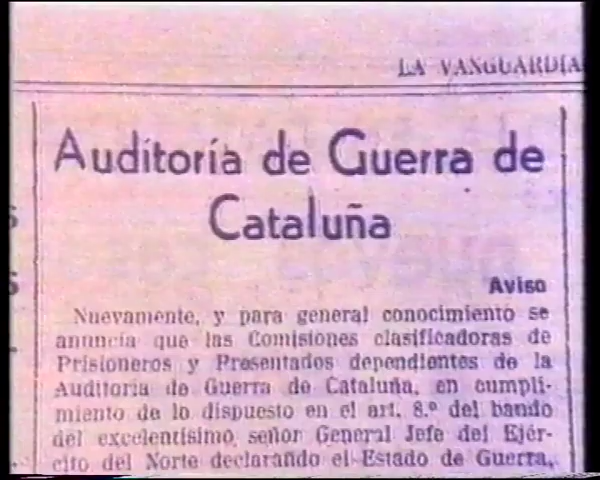 LA VANGUARDIA
Auditoría de Guerra de
Cataluña
Aviso
Nuevamente, y para general conocimiento se
anuncia que las Comisiones clasificadoras de
Prisioneros y Presentados dependientes de la
Auditoria de Guerra de Cataluña, en cumpli-
miento de lo dispuesto en el art. 8.º del bando
del excelentísimo señor General Jefe del Ejér-
cito del Norte declarando el Estado de Guerra,